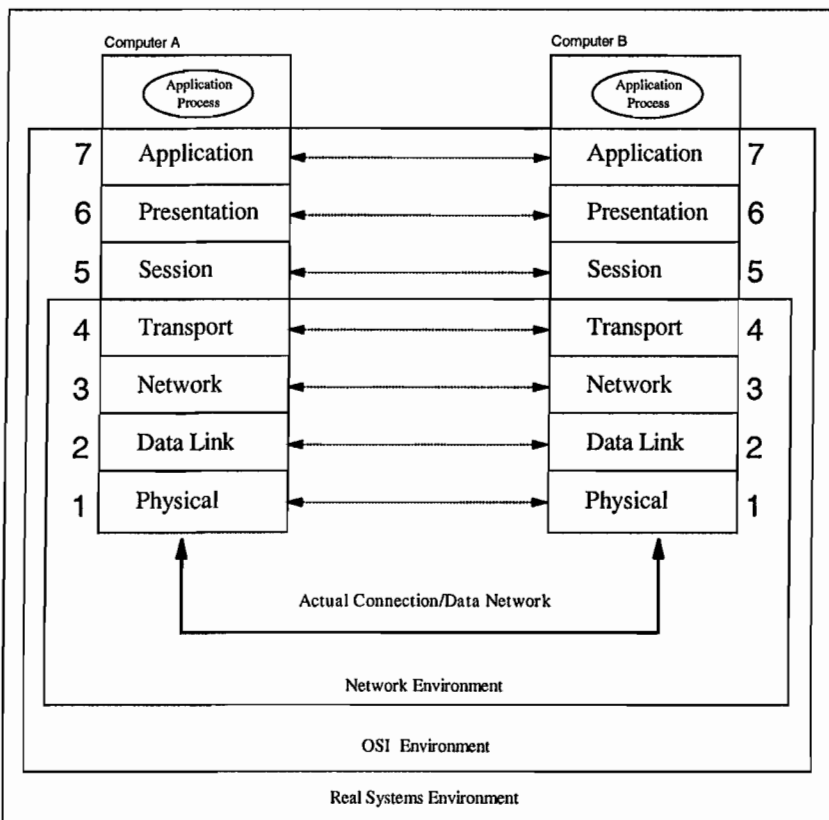 Computer A
Computer B
Application
Process
Application
Process
7 Application Application 7
6 Presentation Presentation 6
5 Session Session 5
4 Transport Transport 4
3 Network Network 3
2 Data Link Data Link 2
1 Physical Physical 1
Actual Connection/Data Network
Network Environment
OSI Environment
Real Systems Environment